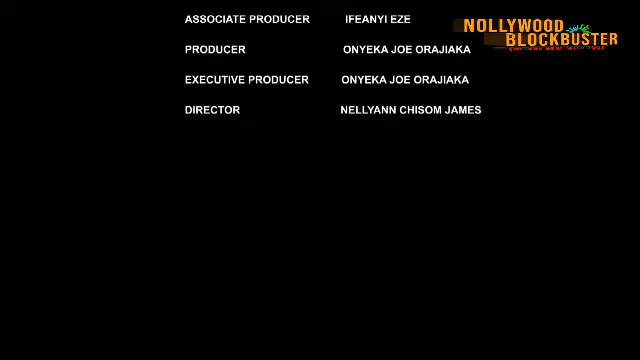 ASSOCIATE PRODUCER IFEANYI EZE
PRODUCER ONYEKA JOE ORAJIAKA
EXECUTIVE PRODUCER ONYEKA JOE ORAJIAKA
DIRECTOR NELLYANN CHISOM JAMES
NOLLYWOOD
BLOCKBUSTER